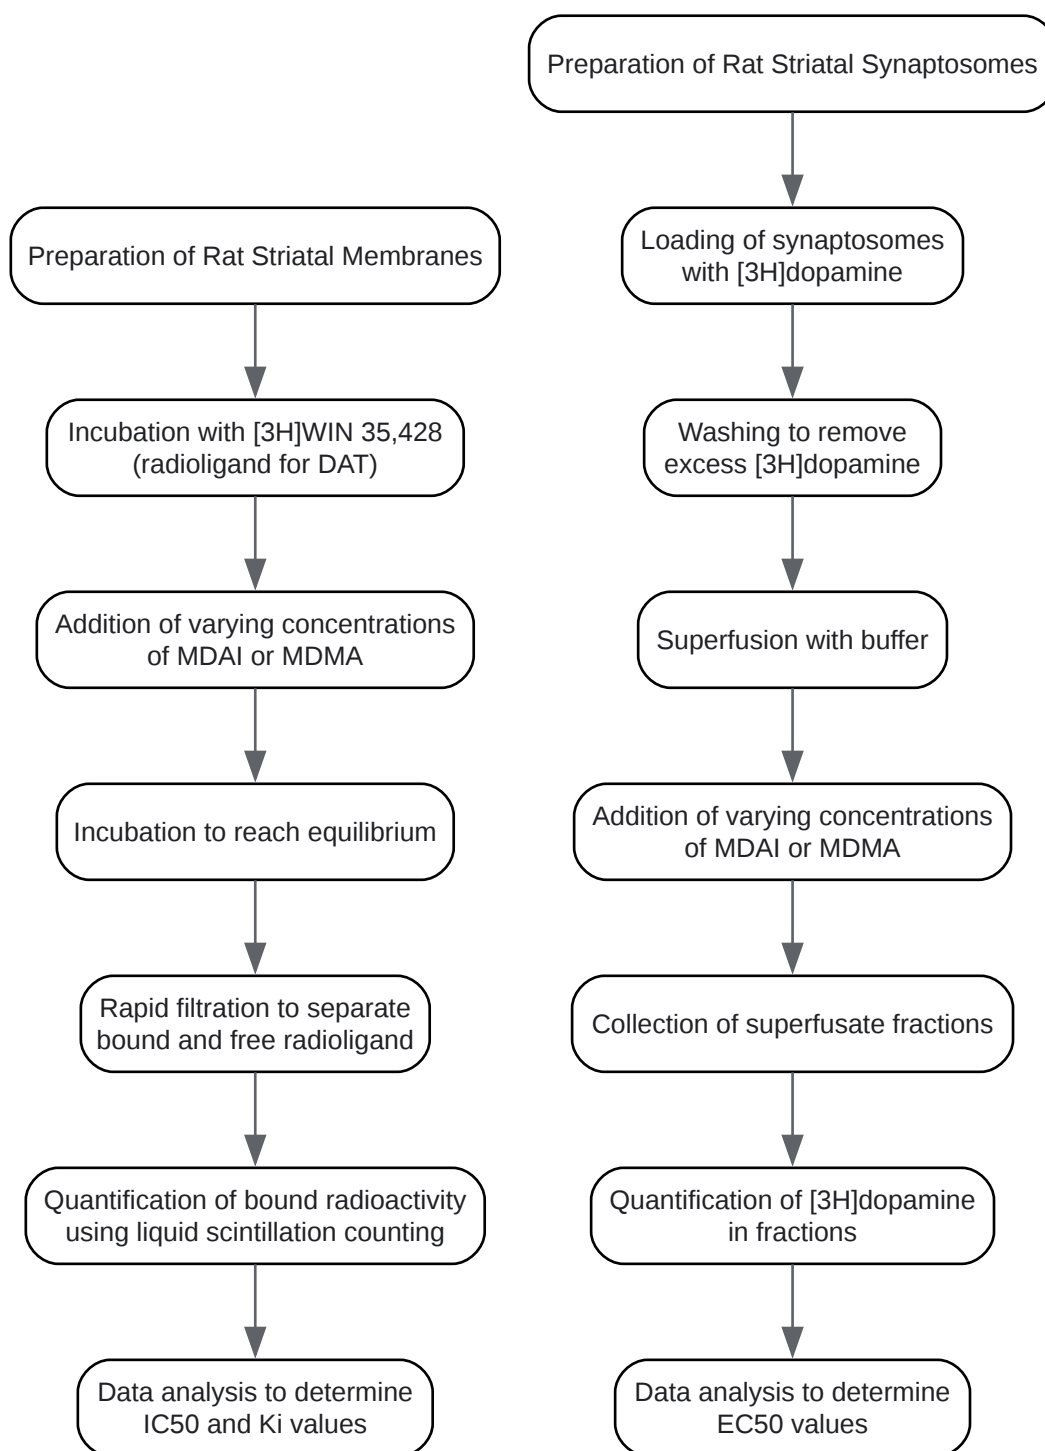 Preparation of Rat Striatal Membranes
Incubation with [3H]WIN 35,428
(radioligand for DAT)
Addition of varying concentrations
of MDAI or MDMA
Incubation to reach equilibrium
Rapid filtration to separate
bound and free radioligand
Quantification of bound radioactivity
using liquid scintillation counting
Data analysis to determine
IC50 and Ki values
Preparation of Rat Striatal Synaptosomes
Loading of synaptosomes
with [3H]dopamine
Washing to remove
excess [3H]dopamine
Superfusion with buffer
Addition of varying concentrations
of MDAI or MDMA
Collection of superfusate fractions
Quantification of [3H]dopamine
in fractions
Data analysis to determine
EC50 values